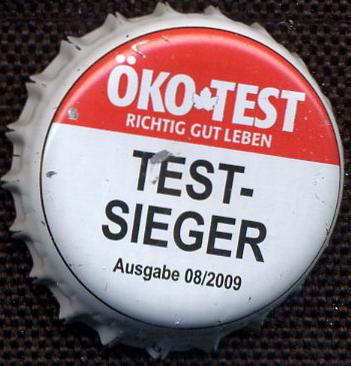 ÖKO TEST
RICHTIG GUT LEBEN
TEST-
SIEGER
Ausgabe 08/2009